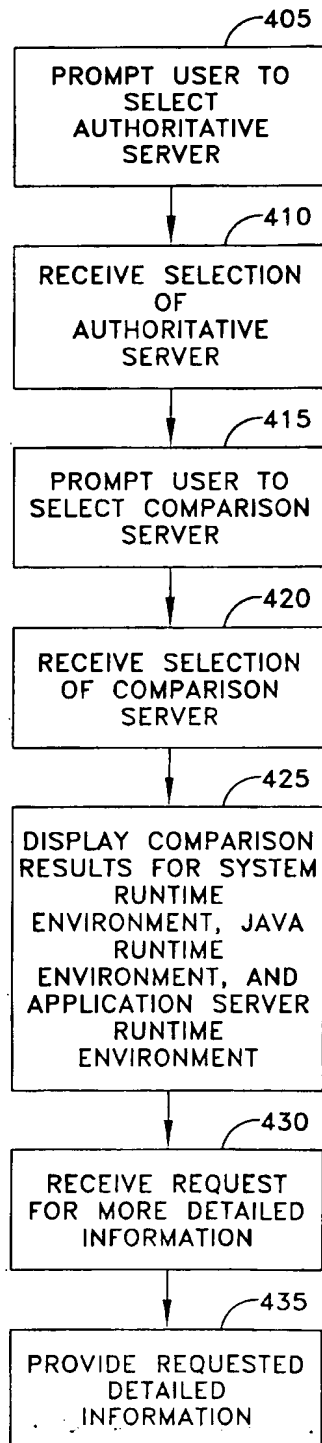 405
PROMPT USER TO
SELECT
AUTHORITATIVE
SERVER
410
RECEIVE SELECTION
OF
AUTHORITATIVE
SERVER
415
PROMPT USER TO
SELECT COMPARISON
SERVER
420
RECEIVE SELECTION
OF COMPARISON
SERVER
425
DISPLAY COMPARISON
RESULTS FOR SYSTEM
RUNTIME
ENVIRONMENT, JAVA
RUNTIME
ENVIRONMENT, AND
APPLICATION SERVER
RUNTIME
ENVIRONMENT
430
RECEIVE REQUEST
FOR MORE DETAILED
INFORMATION
435
PROVIDE REQUESTED
DETAILED
INFORMATION